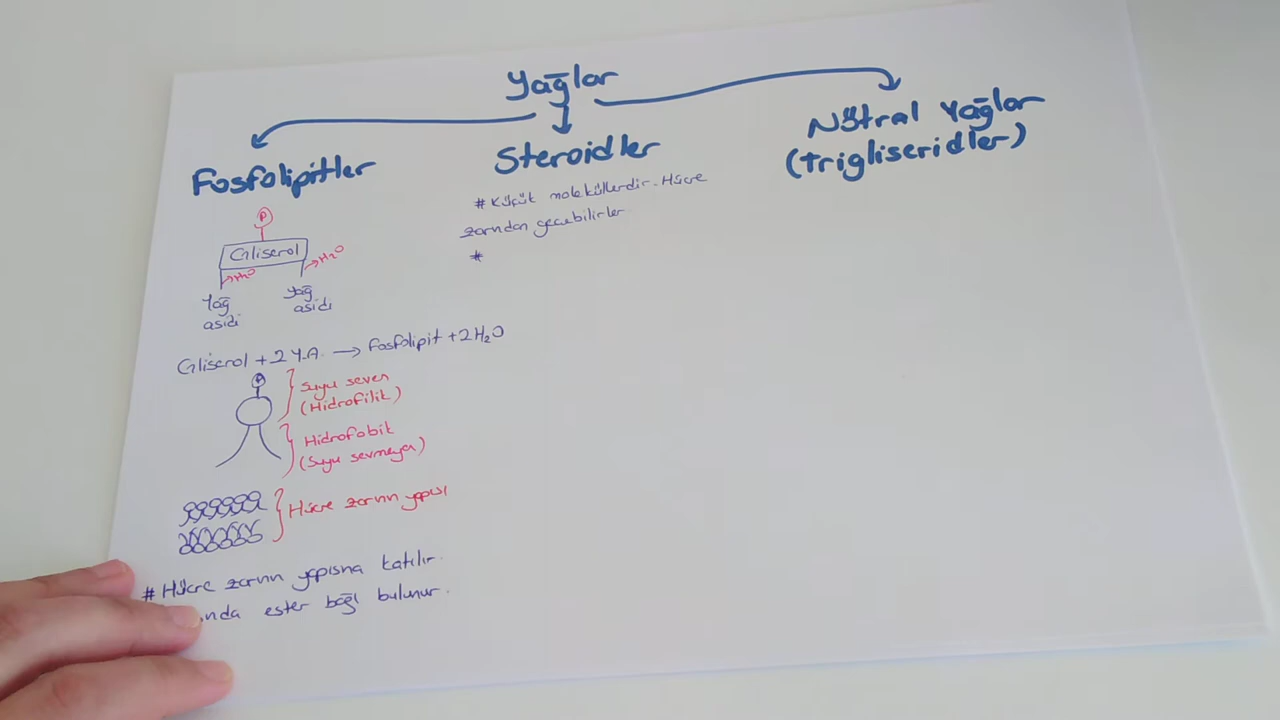 Yağlar
Fosfolipitler
P
Gliserol
H2O
H2O
Yağ
asidi
yağ
asidi
Gliserol + 2 Y.A. → Fosfolipit + 2H₂O
P
Suyu seven
(Hidrofilik)
Hidrofobik
(Suyu sevmeyen)
Hücre zarının yapısı
# Hücre zarının yapısına katılır.
ester bağı bulunur.
Steroidler
# Küçük moleküllerdir. Hücre
zarından geçebilirler
#
Nötral Yağlar
(Trigliseridler)